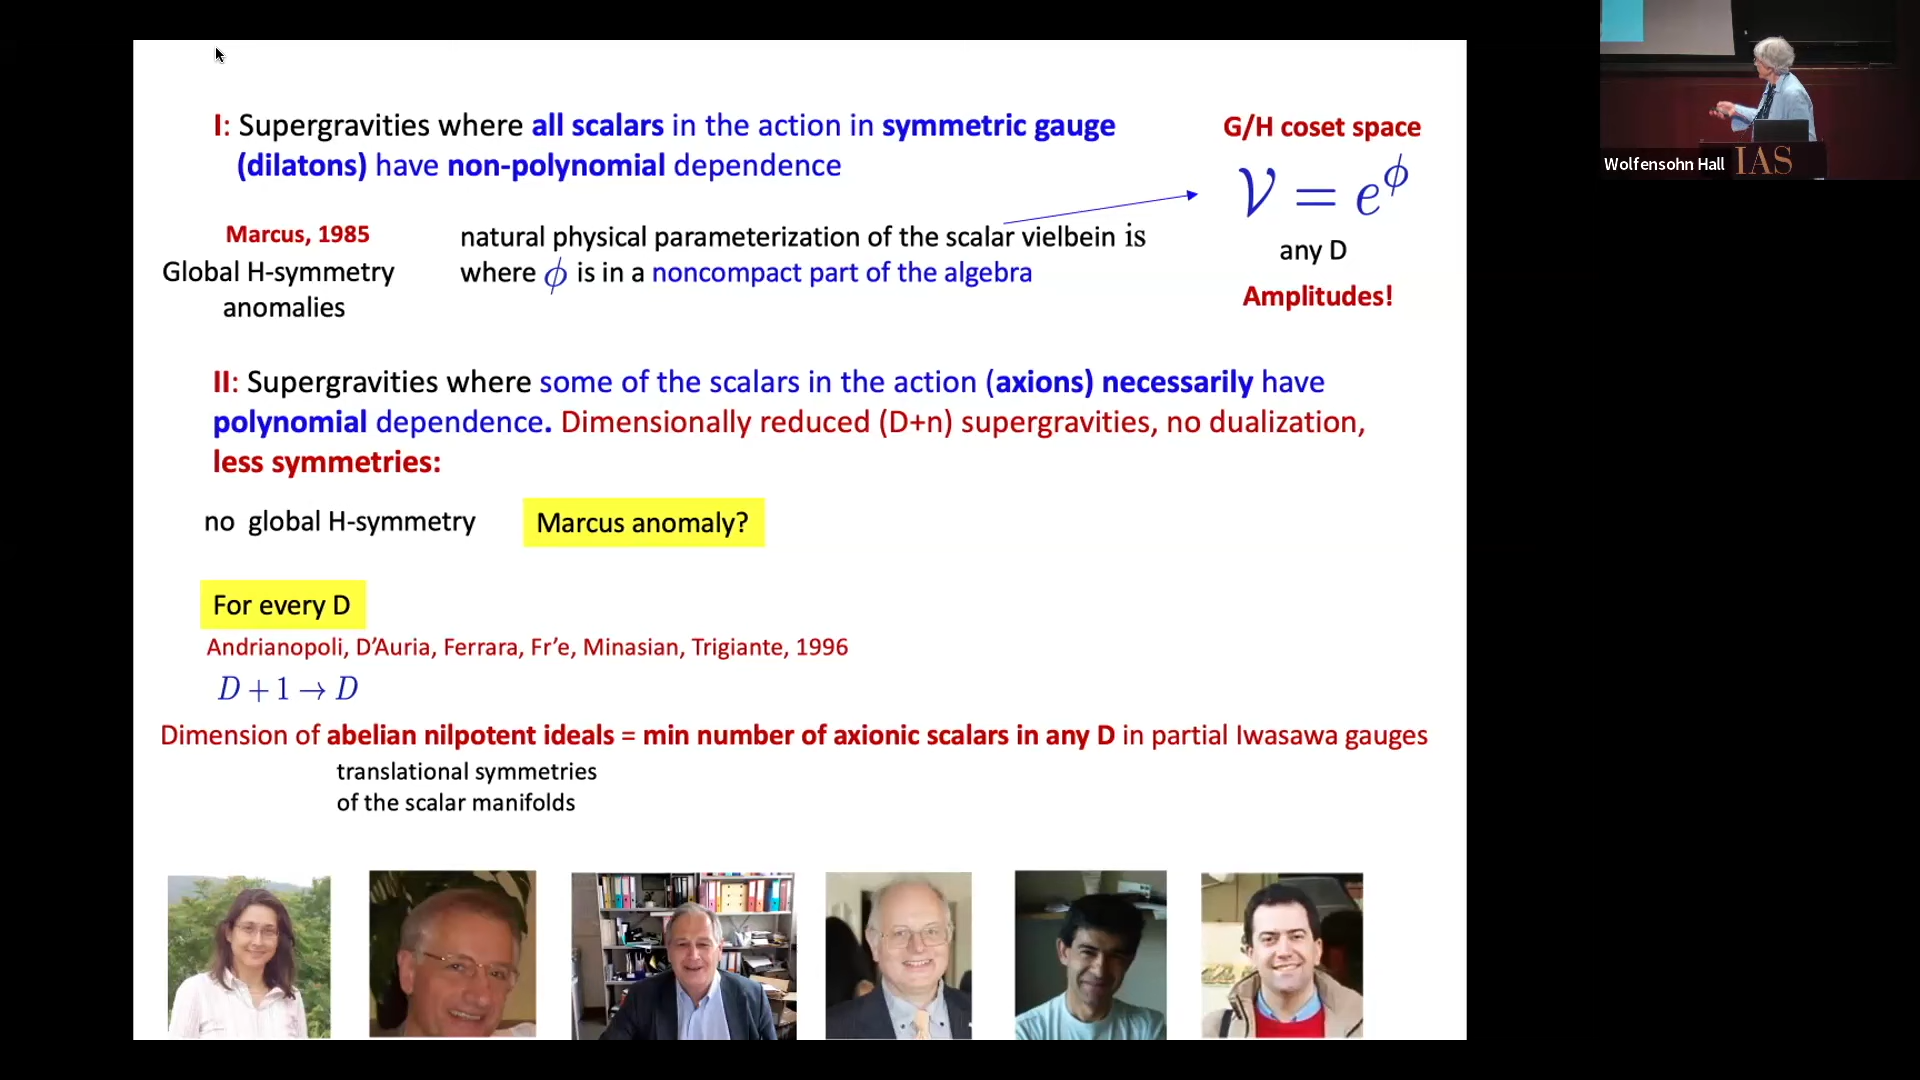 I: Supergravities where all scalars in the action in symmetric gauge
(dilatons) have non-polynomial dependence
G/H coset space
𝒱 = e^ϕ
any D
Amplitudes!
Marcus, 1985
Global H-symmetry
anomalies
natural physical parameterization of the scalar vielbein is
where ϕ is in a noncompact part of the algebra
II: Supergravities where some of the scalars in the action (axions) necessarily have
polynomial dependence. Dimensionally reduced (D+n) supergravities, no dualization,
less symmetries:
no global H-symmetry
Marcus anomaly?
For every D
Andrianopoli, D’Auria, Ferrara, Fr’e, Minasian, Trigiante, 1996
D + 1 → D
Dimension of abelian nilpotent ideals = min number of axionic scalars in any D in partial Iwasawa gauges
translational symmetries
of the scalar manifolds
Wolfensohn Hall
IAS